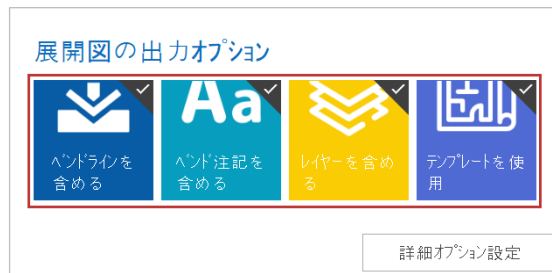 展開図の出力オプション
Aa
ベンドラインを
含める
ベンド注記を
含める
レイヤーを含め
る
テンプレートを使
用
詳細オプション設定